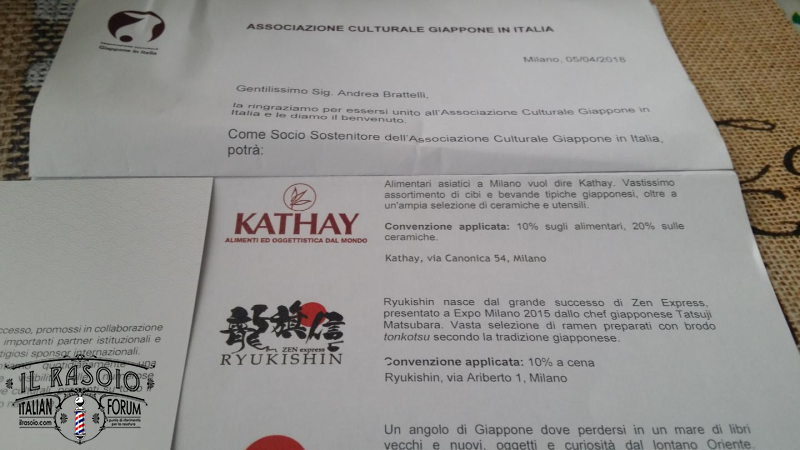 Giappone in Italia
ASSOCIAZIONE CULTURALE GIAPPONE IN ITALIA
Milano, 05/04/2018
Gentilissimo Sig. Andrea Brattelli,
la ringraziamo per essersi unito all'Associazione Culturale Giappone in
Italia e le diamo il benvenuto.
Come Socio Sostenitore dell'Associazione Culturale Giappone in Italia,
potrà:
KATHAY
ALIMENTI ED OGGETTISTICA DAL MONDO
Alimentari asiatici a Milano vuol dire Kathay. Vastissimo
assortimento di cibi e bevande tipiche giapponesi, oltre a
un'ampia selezione di ceramiche e utensili.
Convenzione applicata: 10% sugli alimentari, 20% sulle
ceramiche.
Kathay, via Canonica 54, Milano
龍旗信
ZEN express
RYUKISHIN
Ryukishin nasce dal grande successo di Zen Express,
presentato a Expo Milano 2015 dallo chef giapponese Tatsuji
Matsubara. Vasta selezione di ramen preparati con brodo
tonkotsu secondo la tradizione giapponese.
Convenzione applicata: 10% a cena
Ryukishin, via Ariberto 1, Milano
Un angolo di Giappone dove perdersi in un mare di libri
vecchi e nuovi, oggetti e curiosità dal lontano Oriente.
promossi in collaborazione
importanti partner istituzionali e
sponsor internazionali.
IL RASOIO
ITALIAN FORUM
ilrasoio.com
il punto di riferimento
per la rasatura